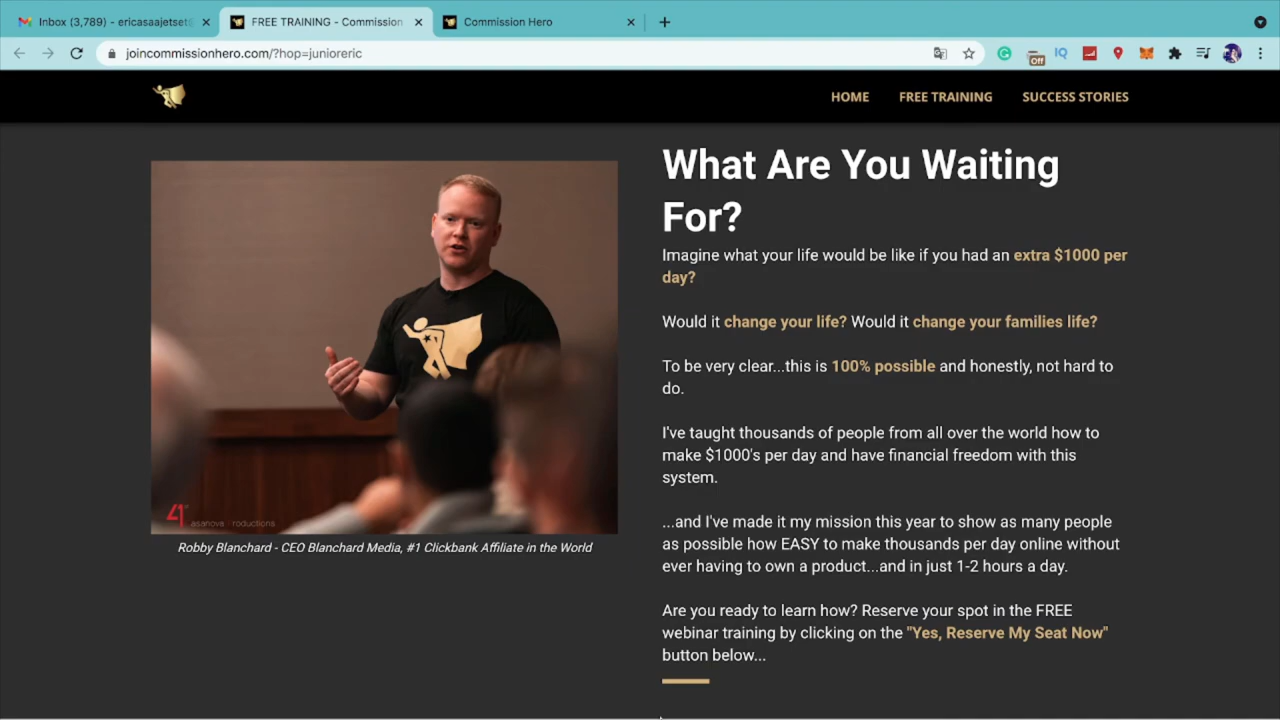 Inbox (3,789) - ericasaajetset@
FREE TRAINING - Commission
Commission Hero
joincommissionhero.com/?hop=junioreric
Off
IQ
HOME
FREE TRAINING
SUCCESS STORIES
What Are You Waiting
For?
Imagine what your life would be like if you had an extra $1000 per
day?
Would it change your life? Would it change your families life?
To be very clear...this is 100% possible and honestly, not hard to
do.
I've taught thousands of people from all over the world how to
make $1000's per day and have financial freedom with this
system.
...and I've made it my mission this year to show as many people
as possible how EASY to make thousands per day online without
ever having to own a product...and in just 1-2 hours a day.
Are you ready to learn how? Reserve your spot in the FREE
webinar training by clicking on the "Yes, Reserve My Seat Now"
button below...
asanova roductions
Robby Blanchard - CEO Blanchard Media, #1 Clickbank Affiliate in the World